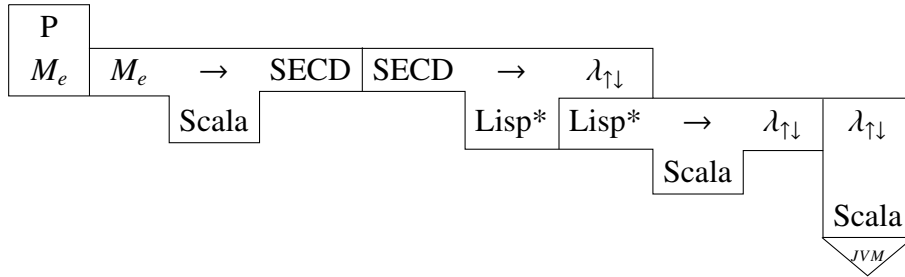 P
M_e M_e → SECD SECD → λ↑↓
Scala Lisp* Lisp* → λ↑↓ λ↑↓
Scala Scala
JVM